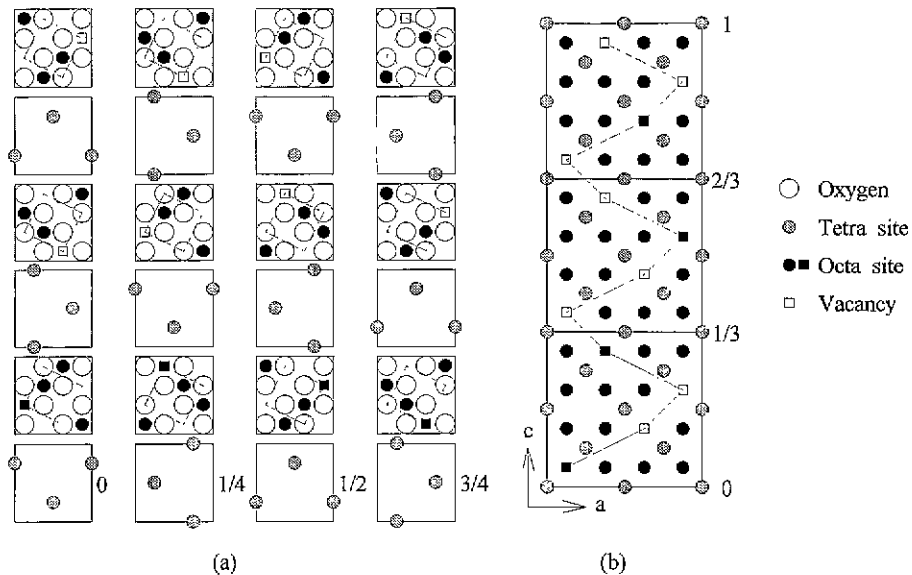 0
1/4
1/2
3/4
(a)
1
2/3
1/3
0
c
a
(b)
Oxygen
Tetra site
Octa site
Vacancy